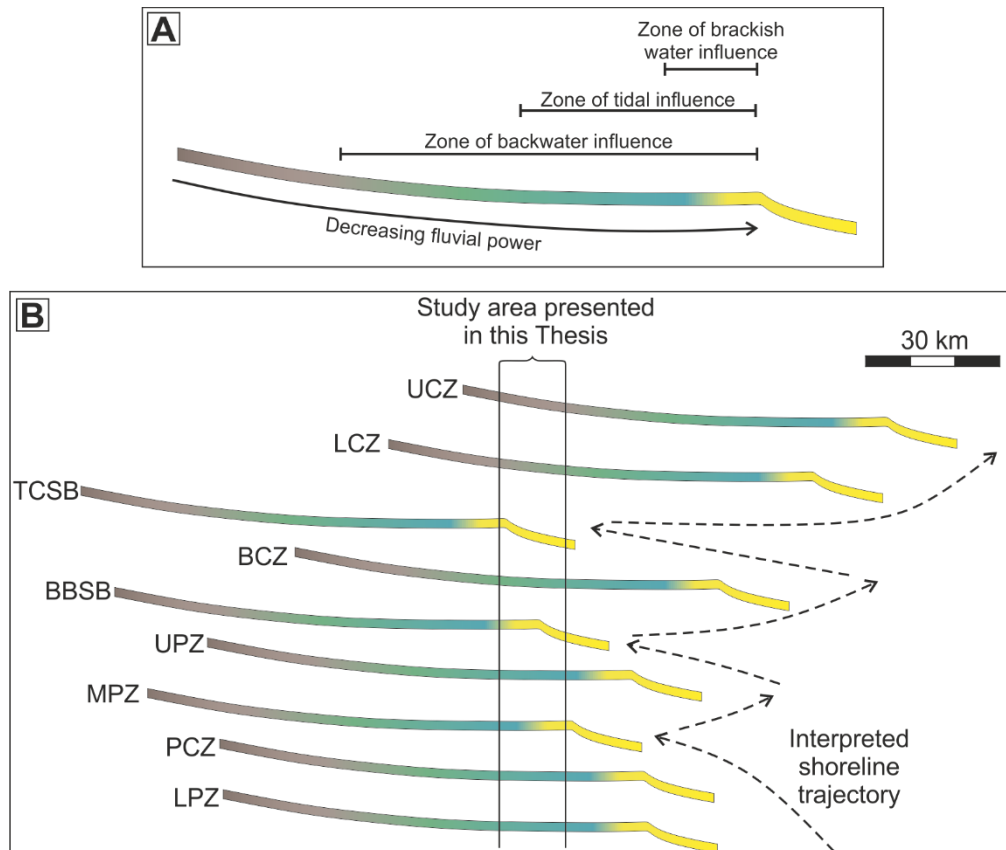 A
Zone of brackish
water influence
Zone of tidal influence
Zone of backwater influence
Decreasing fluvial power
B
Study area presented
in this Thesis
30 km
UCZ
LCZ
TCSB
BCZ
BBSB
UPZ
MPZ
PCZ
LPZ
Interpreted
shoreline
trajectory